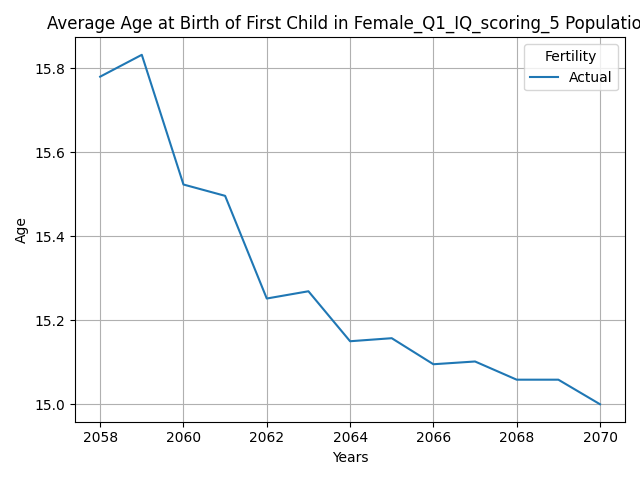 Average Age at Birth of First Child in Female_Q1_IQ_scoring_5 Populatio
Fertility
Actual
15.8
15.6
15.4
15.2
15.0
Age
2058 2060 2062 2064 2066 2068 2070
Years